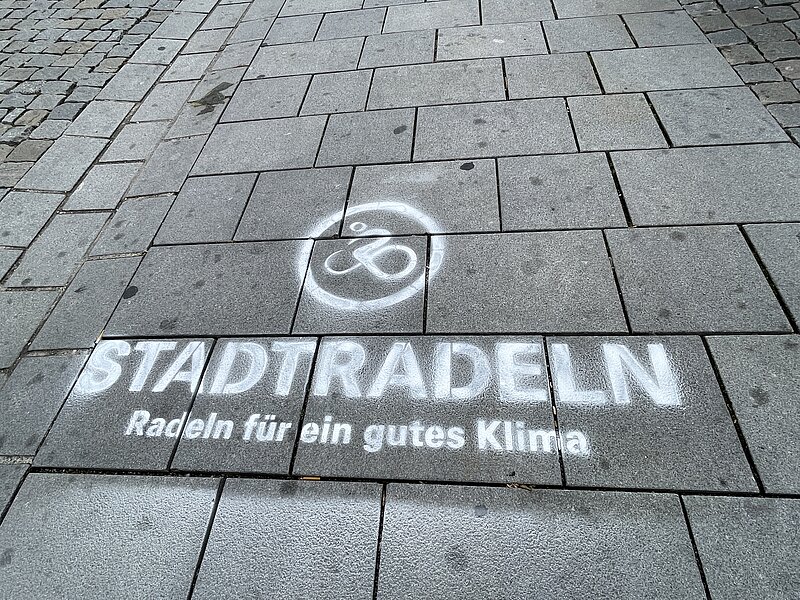 STADTRADELN
Radeln für ein gutes Klima